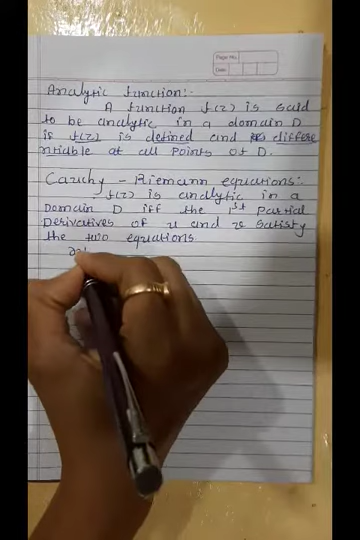 Page No.
Date
Analytic function:-
A function f(z) is said
to be analytic in a domain D
if f(z) is defined and differe
ntiable at all points of D.
Cauchy - Riemann equations:-
f(z) is analytic in a
Domain D iff the 1st Partial
Derivatives of u and v satisfy
the two equations